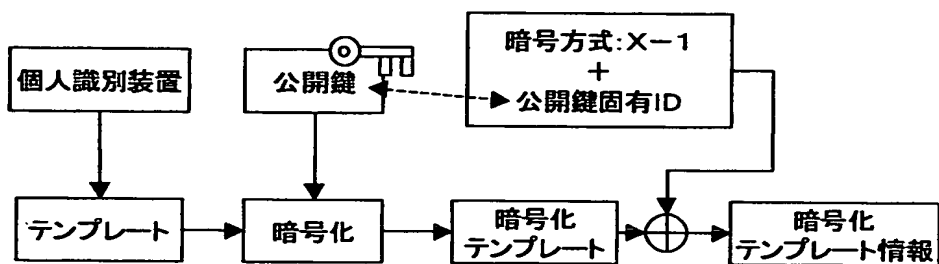 個人識別装置
公開鍵
暗号方式:X-1
+
公開鍵固有ID
テンプレート
暗号化
暗号化
テンプレート
暗号化
テンプレート情報